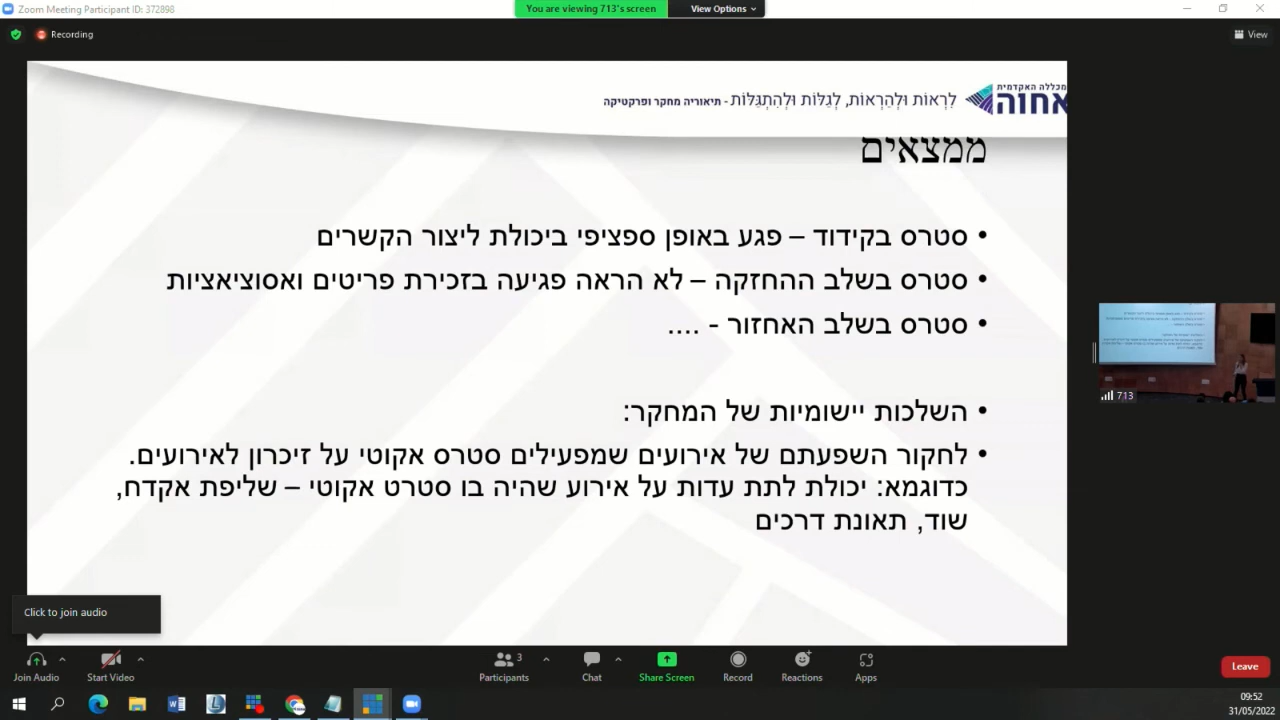 Zoom Meeting Participant ID: 372898
You are viewing 713's screen
View Options
Recording
View
מכללה האקדמית
אחוה
לִרְאוֹת וּלְהַרְאוֹת, לְגַלּוֹת וּלְהִתְגַּלּוֹת - תיאוריה מחקר ופרקטיקה
ממצאים
• סטרס בקידוד – פגע באופן ספציפי ביכולת ליצור הקשרים
• סטרס בשלב ההחזקה – לא הראה פגיעה בזכירת פריטים ואסוציאציות
• סטרס בשלב האחזור - ....
• השלכות יישומיות של המחקר:
• לחקור השפעתם של אירועים שמפעילים סטרס אקוטי על זיכרון לאירועים.
כדוגמא: יכולת לתת עדות על אירוע שהיה בו סטרט אקוטי – שליפת אקדח,
שוד, תאונת דרכים
713
Click to join audio
Join Audio
Start Video
Participants
3
Chat
Share Screen
Record
Reactions
Apps
Leave
09:52
31/05/2022